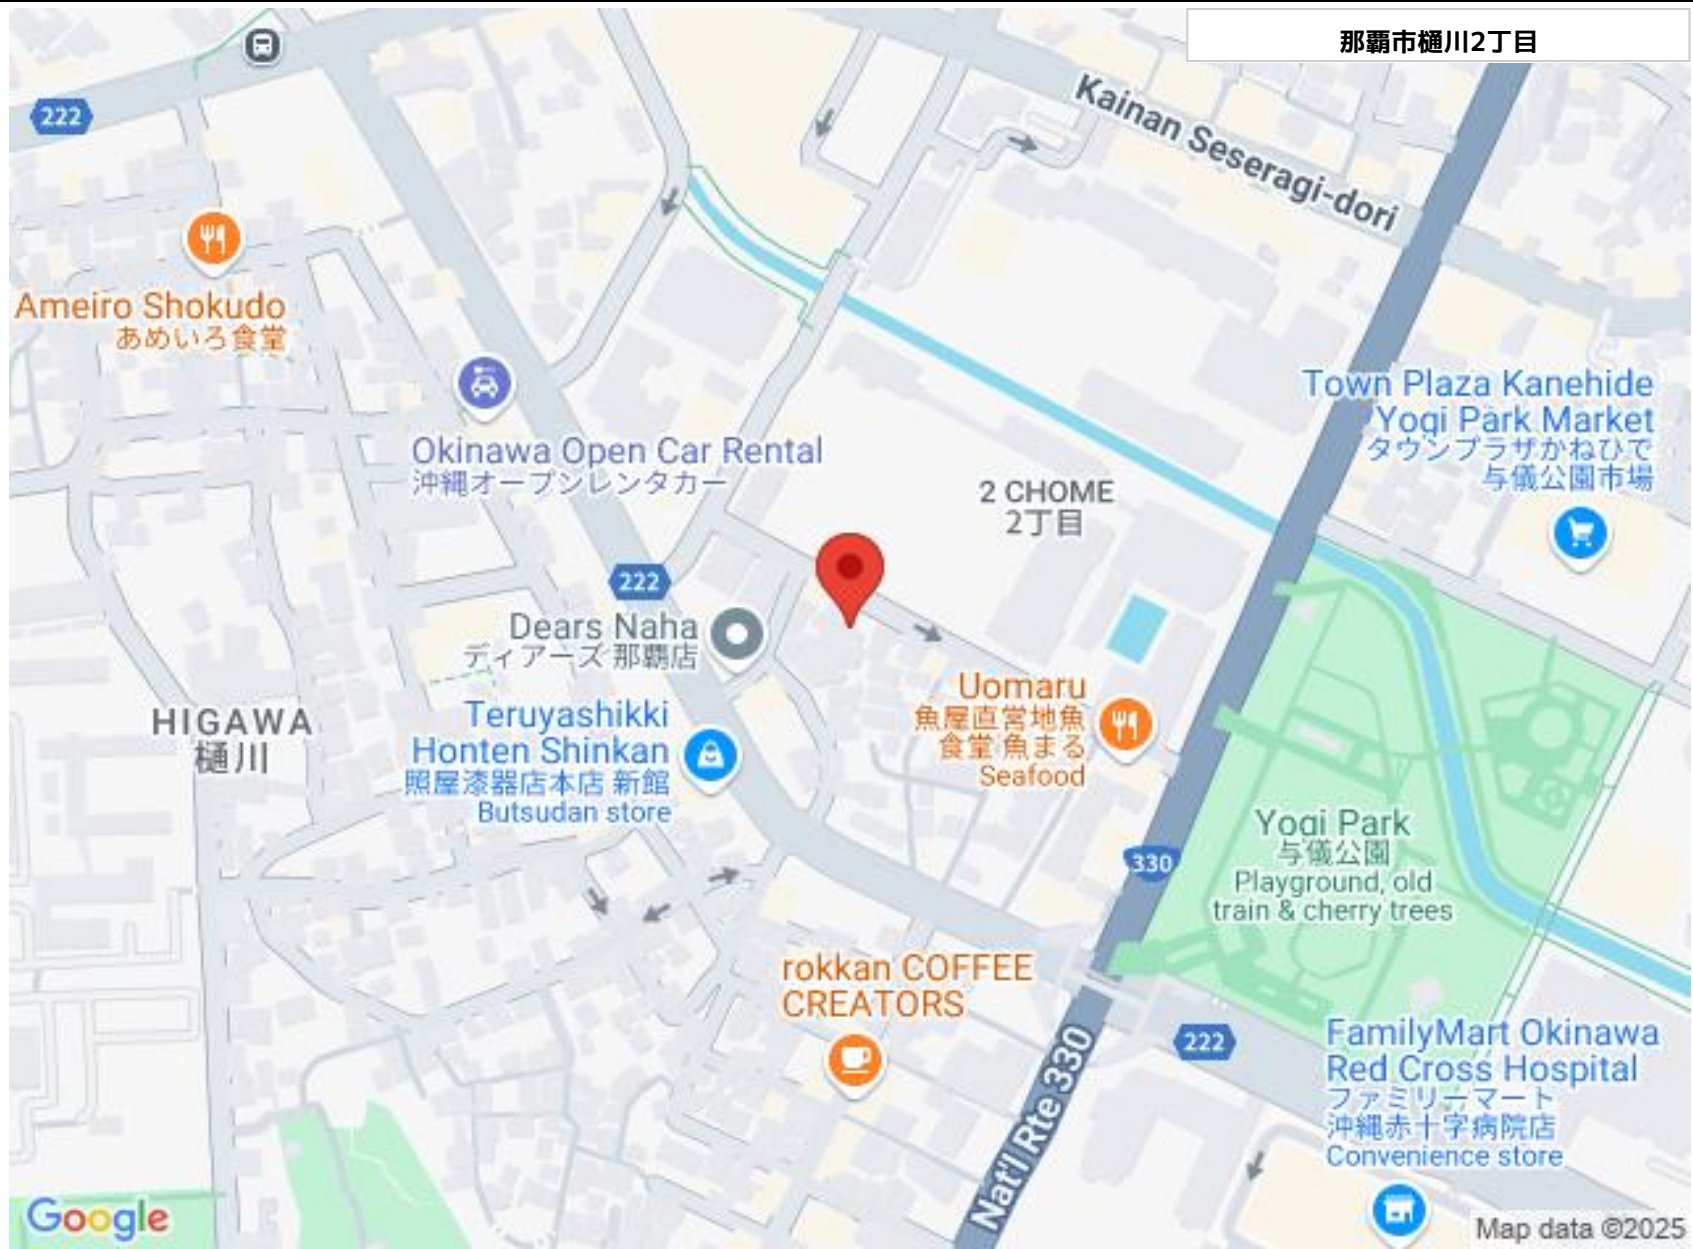 那覇市樋川2丁目
222
Kainan Seseragi-dori
Ameiro Shokudo
あめいろ食堂
Okinawa Open Car Rental
沖縄オープンレンタカー
Town Plaza Kanehide
Yogi Park Market
タウンプラザかねひで
与儀公園市場
2 CHOME
2丁目
222
Dears Naha
ディアーズ 那覇店
Uomaru
魚屋直営地魚
食堂 魚まる
Seafood
HIGAWA
樋川
Teruyashikki
Honten Shinkan
照屋漆器店本店 新館
Butsudan store
Yogi Park
与儀公園
Playground, old
train & cherry trees
330
rokkan COFFEE
CREATORS
222
Nat'l Rte 330
FamilyMart Okinawa
Red Cross Hospital
ファミリーマート
沖縄赤十字病院店
Convenience store
Google
Map data ©2025